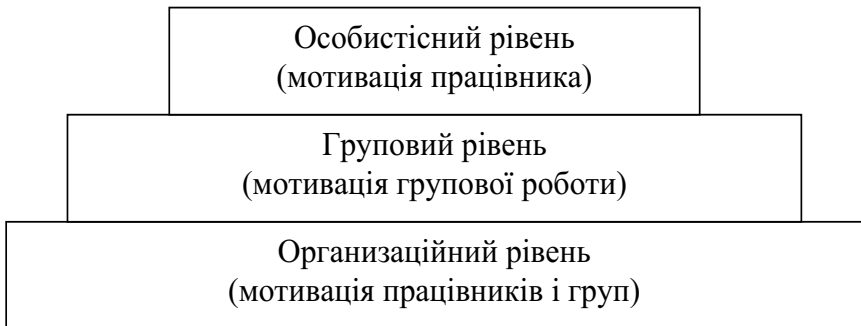 Особистісний рівень
(мотивація працівника)
Груповий рівень
(мотивація групової роботи)
Организаційний рівень
(мотивація працівників і груп)